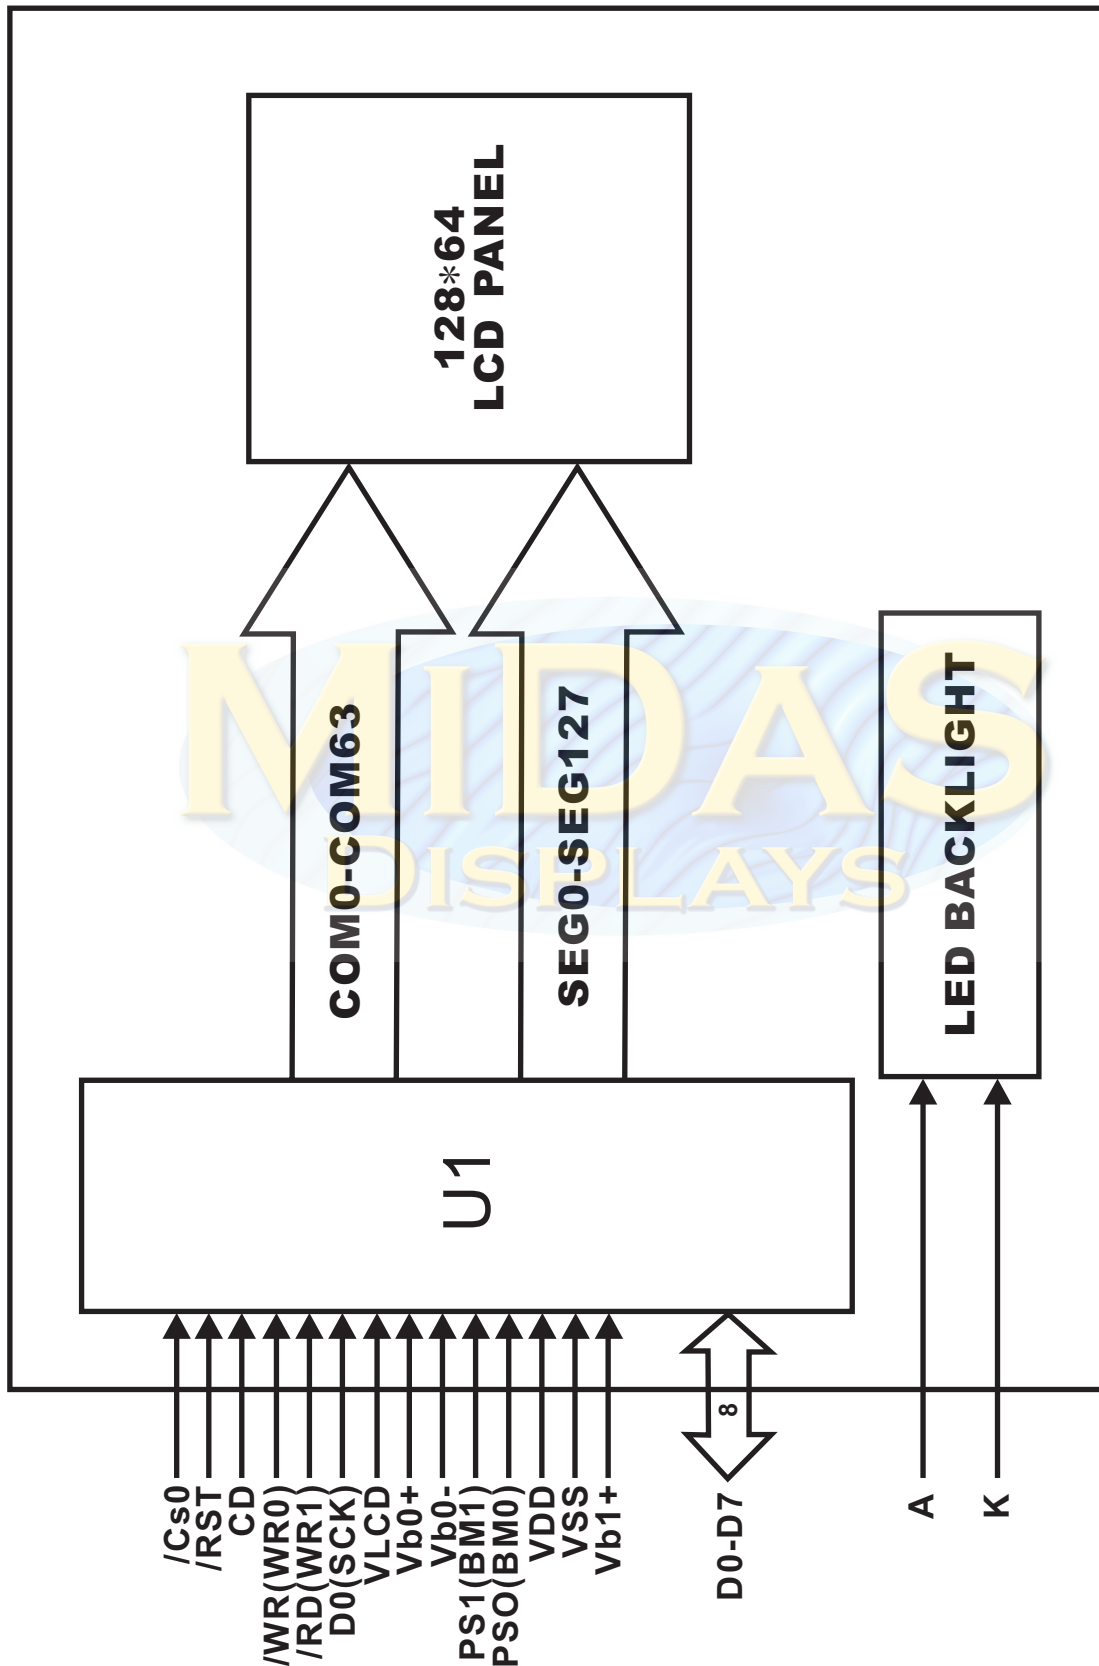 /Cs0
/RST
CD
/WR(WR0)
/RD(WR1)
D0(SCK)
VLCD
Vb0+
Vb0-
PS1(BM1)
PSO(BM0)
VDD
VSS
Vb1+
D0-D7
8
A
K
U1
COM0-COM63
SEG0-SEG127
128*64
LCD PANEL
LED BACKLIGHT
MIDAS
DISPLAYS